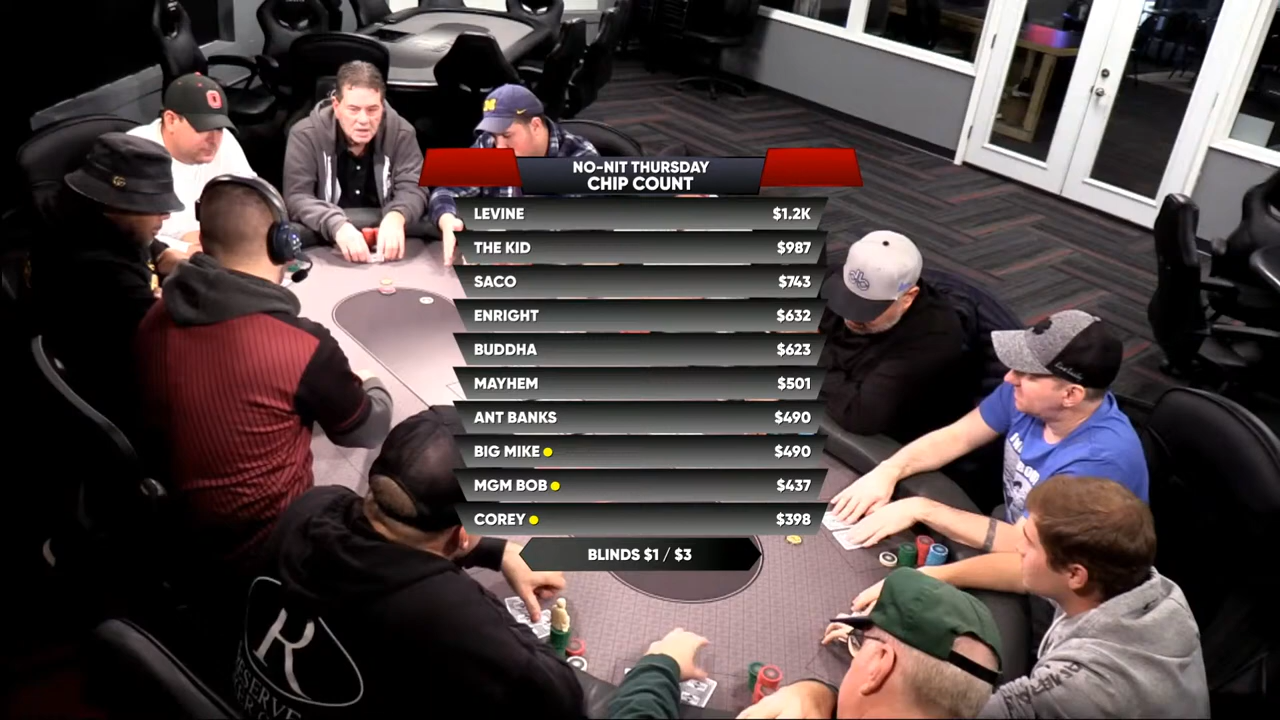 NO-NIT THURSDAY
CHIP COUNT
LEVINE $1.2K
THE KID $987
SACO $743
ENRIGHT $632
BUDDHA $623
MAYHEM $501
ANT BANKS $490
BIG MIKE $490
MGM BOB $437
COREY $398
BLINDS $1 / $3
O
M
K